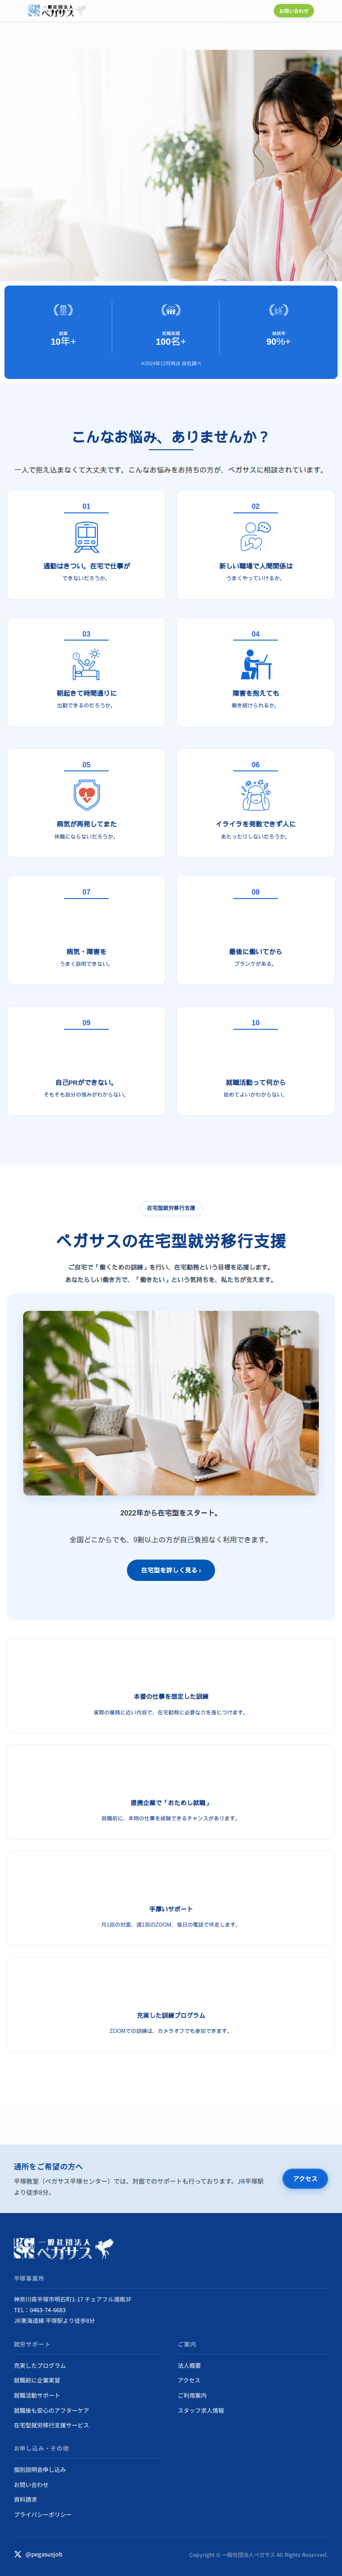 一般社団法人
ペガサス
お問い合わせ
創業
10年+
就職実績
100名+
継続率
90%+
※2024年12月時点 自社調べ
こんなお悩み、ありませんか？
一人で抱え込まなくて大丈夫です。こんなお悩みをお持ちの方が、ペガサスに相談されています。
01
通勤はきつい。在宅で仕事が
できないだろうか。
02
新しい職場で人間関係は
うまくやっていけるか。
03
朝起きて時間通りに
出勤できるのだろうか。
04
障害を抱えても
働き続けられるか。
05
病気が再発してまた
休職にならないだろうか。
06
イライラを発散できず人に
あたったりしないだろうか。
07
病気・障害を
うまく説明できない。
08
最後に働いてから
ブランクがある。
09
自己PRができない。
そもそも自分の強みがわからない。
10
就職活動って何から
始めてよいかわからない。
在宅型就労移行支援
ペガサスの在宅型就労移行支援
ご自宅で「働くための訓練」を行い、在宅勤務という目標を応援します。
あたらしい働き方で、「働きたい」という気持ちを、私たちが支えます。
2022年から在宅型をスタート。
全国どこからでも、9割以上の方が自己負担なく利用できます。
在宅型を詳しく見る ›
本番の仕事を想定した訓練
実際の業務に近い内容で、在宅勤務に必要な力を身につけます。
提携企業で「おためし就職」
就職前に、本物の仕事を経験できるチャンスがあります。
手厚いサポート
月1回の対面、週1回のZOOM、毎日の電話で伴走します。
充実した訓練プログラム
ZOOMでの訓練は、カメラオフでも参加できます。
通所をご希望の方へ
平塚教室（ペガサス平塚センター）では、対面でのサポートも行っております。JR平塚駅
より徒歩8分。
アクセス
一般社団法人
ペガサス
平塚事業所
神奈川県平塚市明石町1-17 チェアフル湘南3F
TEL：0463-74-6683
JR東海道線 平塚駅より徒歩8分
就労サポート
充実したプログラム
就職前に企業実習
就職活動サポート
就職後も安心のアフターケア
在宅型就労移行支援サービス
ご案内
法人概要
アクセス
ご利用案内
スタッフ求人情報
お申し込み・その他
個別説明会申し込み
お問い合わせ
資料請求
プライバシーポリシー
@pegasusjob
Copyright © 一般社団法人ペガサス All Rights Reserved.